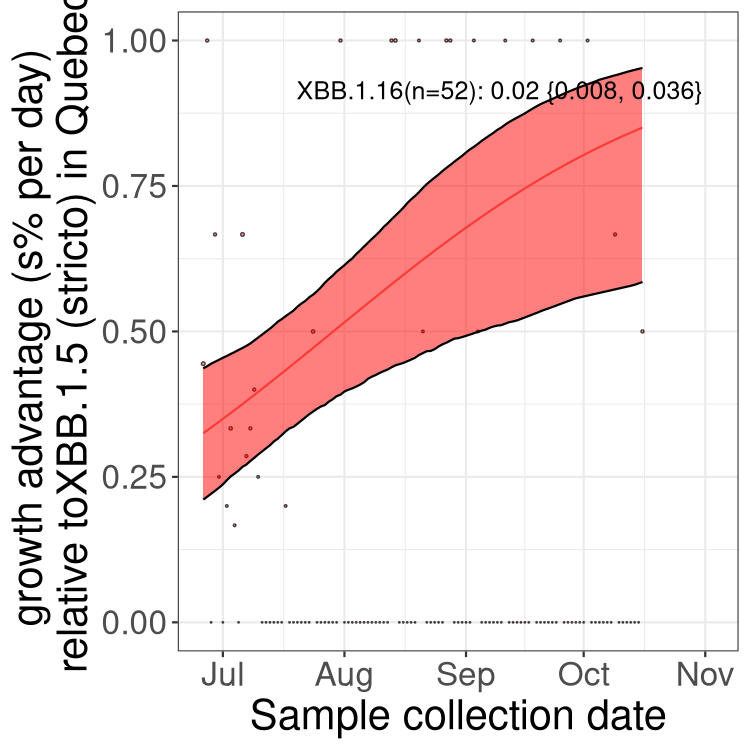 growth advantage (s% per day)
relative toXBB.1.5 (stricto) in Quebec
1.00
0.75
0.50
0.25
0.00
XBB.1.16(n=52): 0.02 {0.008, 0.036}
Jul Aug Sep Oct Nov
Sample collection date